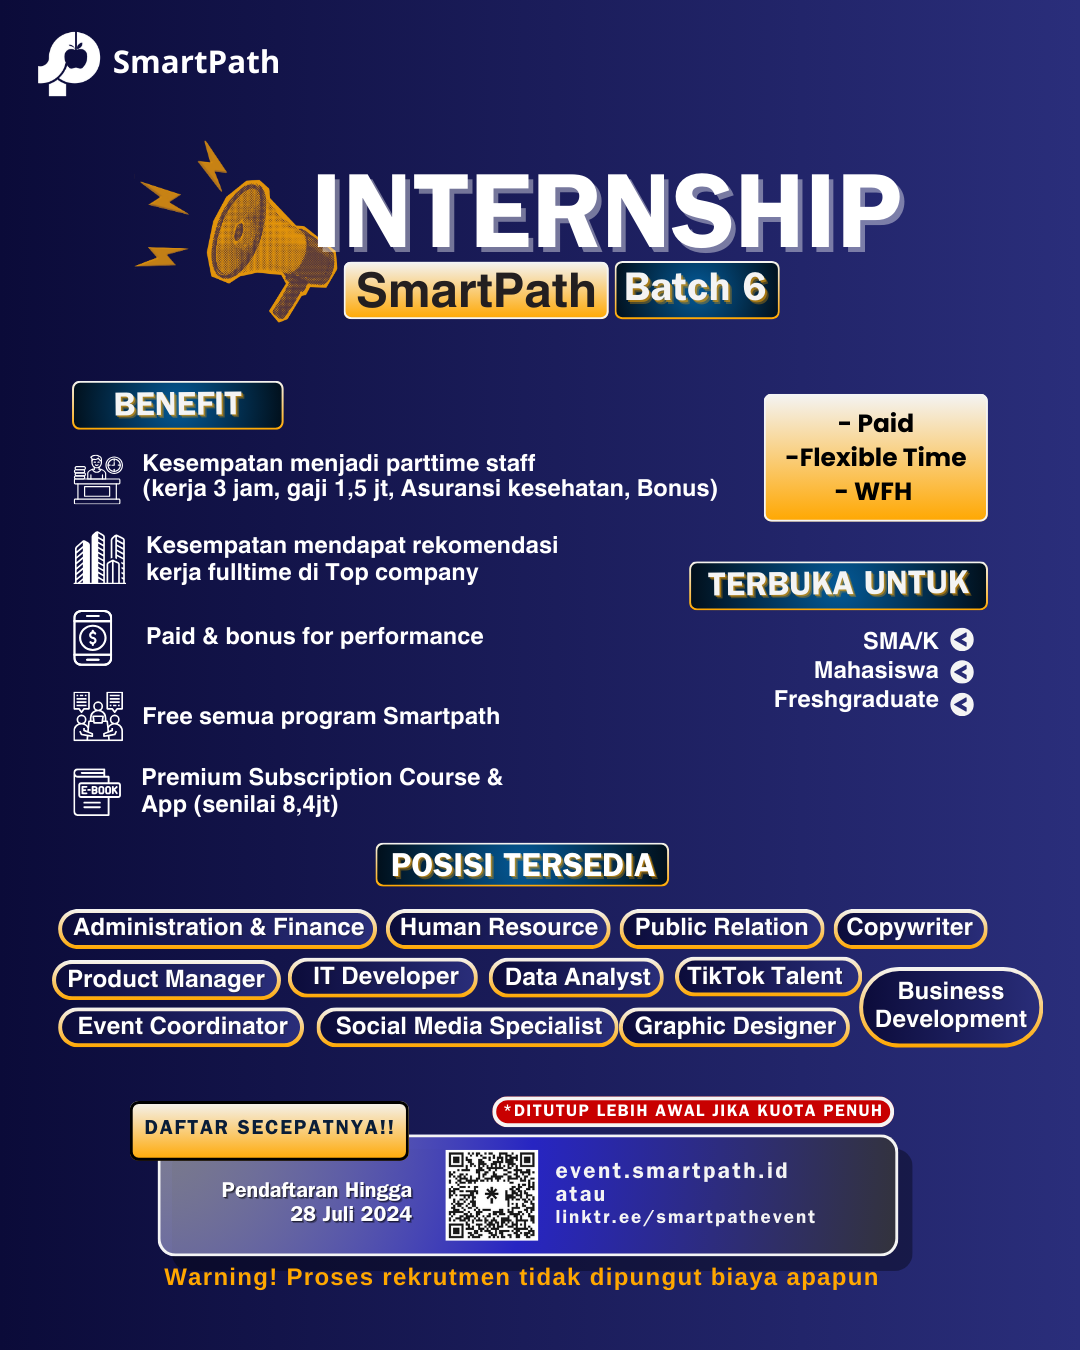 SmartPath
INTERNSHIP
SmartPath
Batch 6
BENEFIT
Kesempatan menjadi parttime staff
(kerja 3 jam, gaji 1,5 jt, Asuransi kesehatan, Bonus)
Kesempatan mendapat rekomendasi
kerja fulltime di Top company
Paid & bonus for performance
Free semua program Smartpath
E-BOOK
Premium Subscription Course &
App (senilai 8,4jt)
- Paid
-Flexible Time
- WFH
TERBUKA UNTUK
SMA/K
Mahasiswa
Freshgraduate
POSISI TERSEDIA
Administration & Finance
Human Resource
Public Relation
Copywriter
Product Manager
IT Developer
Data Analyst
TikTok Talent
Business
Development
Event Coordinator
Social Media Specialist
Graphic Designer
DAFTAR SECEPATNYA!!
*DITUTUP LEBIH AWAL JIKA KUOTA PENUH
Pendaftaran Hingga
28 Juli 2024
event.smartpath.id
atau
linktr.ee/smartpathevent
Warning! Proses rekrutmen tidak dipungut biaya apapun